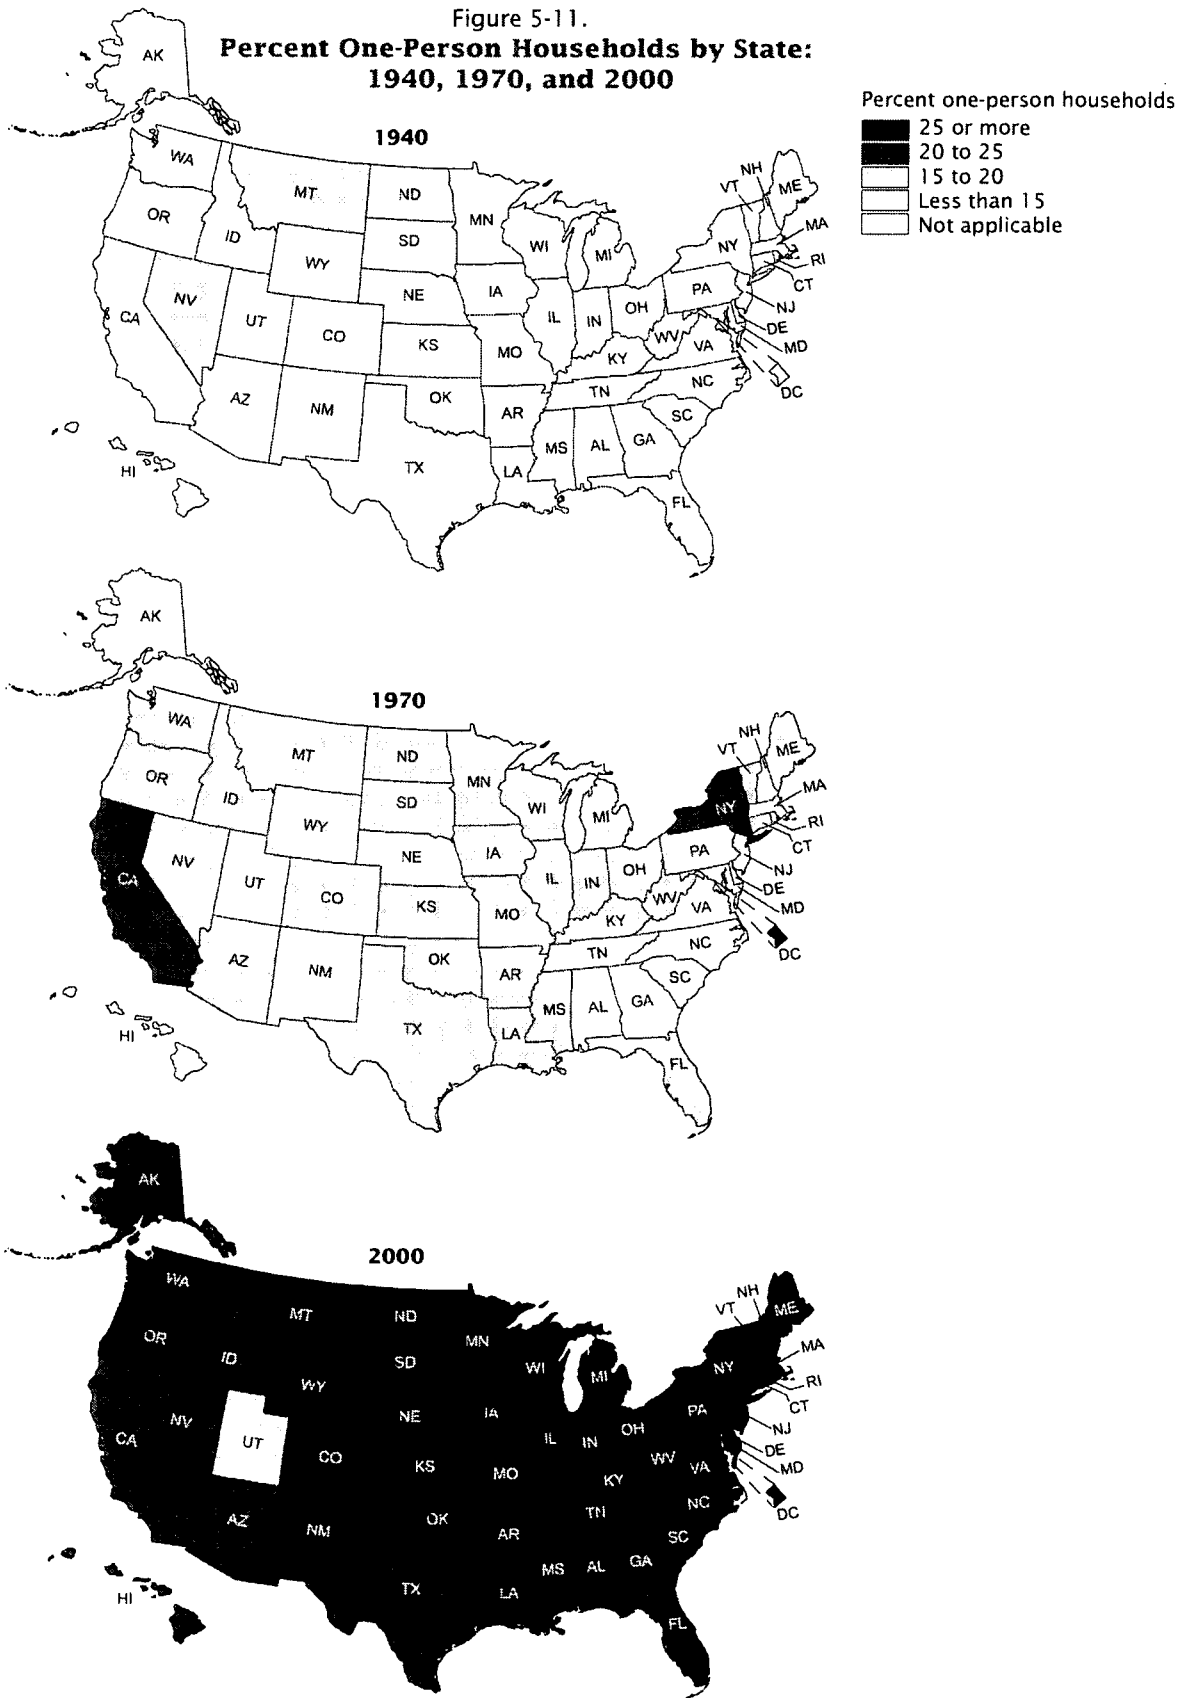 Figure 5-11.
Percent One-Person Households by State:
1940, 1970, and 2000
Percent one-person households
25 or more
20 to 25
15 to 20
Less than 15
Not applicable
1940
AK
WA
MT
ND
MN
OR
ID
SD
WI
MI
WY
NY
VT
NH
ME
MA
RI
CT
NJ
DE
MD
DC
NV
NE
IA
PA
CA
UT
CO
IL
IN
OH
KS
MO
WV
VA
KY
AZ
NM
OK
AR
TN
NC
SC
HI
TX
LA
MS
AL
GA
FL
1970
AK
WA
MT
ND
MN
OR
ID
SD
WI
MI
WY
NY
VT
NH
ME
MA
RI
CT
NJ
DE
MD
DC
NV
NE
IA
PA
CA
UT
CO
IL
IN
OH
KS
MO
WV
VA
KY
AZ
NM
OK
AR
TN
NC
SC
HI
TX
LA
MS
AL
GA
FL
2000
AK
WA
MT
ND
MN
OR
ID
SD
WI
MI
WY
NY
VT
NH
ME
MA
RI
CT
NJ
DE
MD
DC
NV
NE
IA
PA
CA
UT
CO
IL
IN
OH
KS
MO
WV
VA
KY
AZ
NM
OK
AR
TN
NC
SC
HI
TX
LA
MS
AL
GA
FL